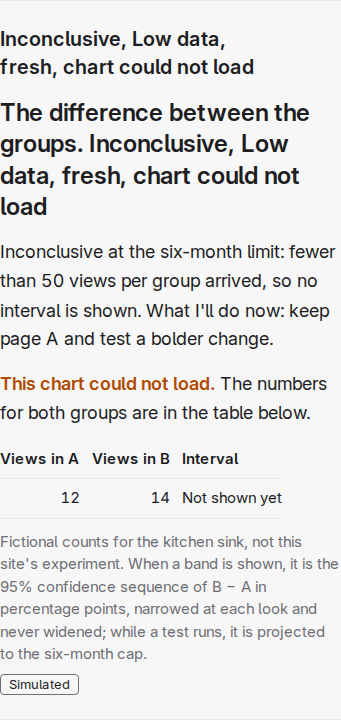 Inconclusive, Low data,
fresh, chart could not load
The difference between the
groups. Inconclusive, Low
data, fresh, chart could not
load
Inconclusive at the six-month limit: fewer
than 50 views per group arrived, so no
interval is shown. What I'll do now: keep
page A and test a bolder change.
This chart could not load. The numbers
for both groups are in the table below.
Views in A Views in B Interval
12 14 Not shown yet
Fictional counts for the kitchen sink, not this
site's experiment. When a band is shown, it is the
95% confidence sequence of B − A in
percentage points, narrowed at each look and
never widened; while a test runs, it is projected
to the six-month cap.
Simulated